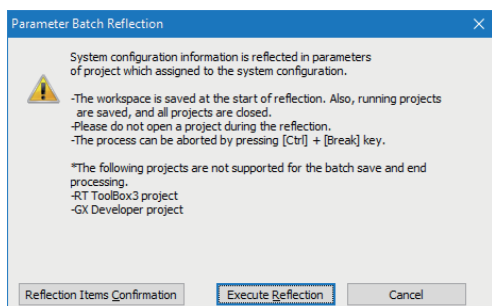 Parameter Batch Reflection
System configuration information is reflected in parameters
of project which assigned to the system configuration.
-The workspace is saved at the start of reflection. Also, running projects
are saved, and all projects are closed.
-Please do not open a project during the reflection.
-The process can be aborted by pressing [Ctrl] + [Break] key.
*The following projects are not supported for the batch save and end
processing.
-RT ToolBox3 project
-GX Developer project
Reflection Items Confirmation Execute Reflection Cancel